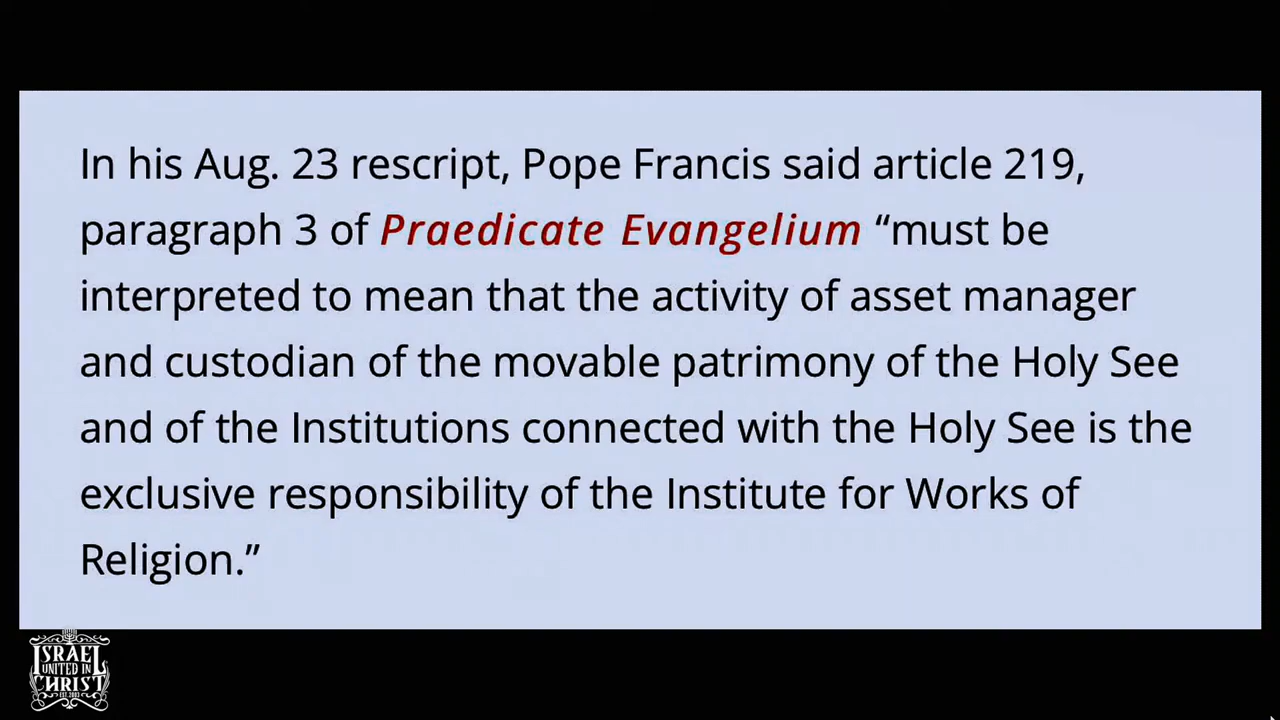 In his Aug. 23 rescript, Pope Francis said article 219,
paragraph 3 of Praedicate Evangelium “must be
interpreted to mean that the activity of asset manager
and custodian of the movable patrimony of the Holy See
and of the Institutions connected with the Holy See is the
exclusive responsibility of the Institute for Works of
Religion.”
ISRAEL
UNITED IN
CHRIST
EST. 2003